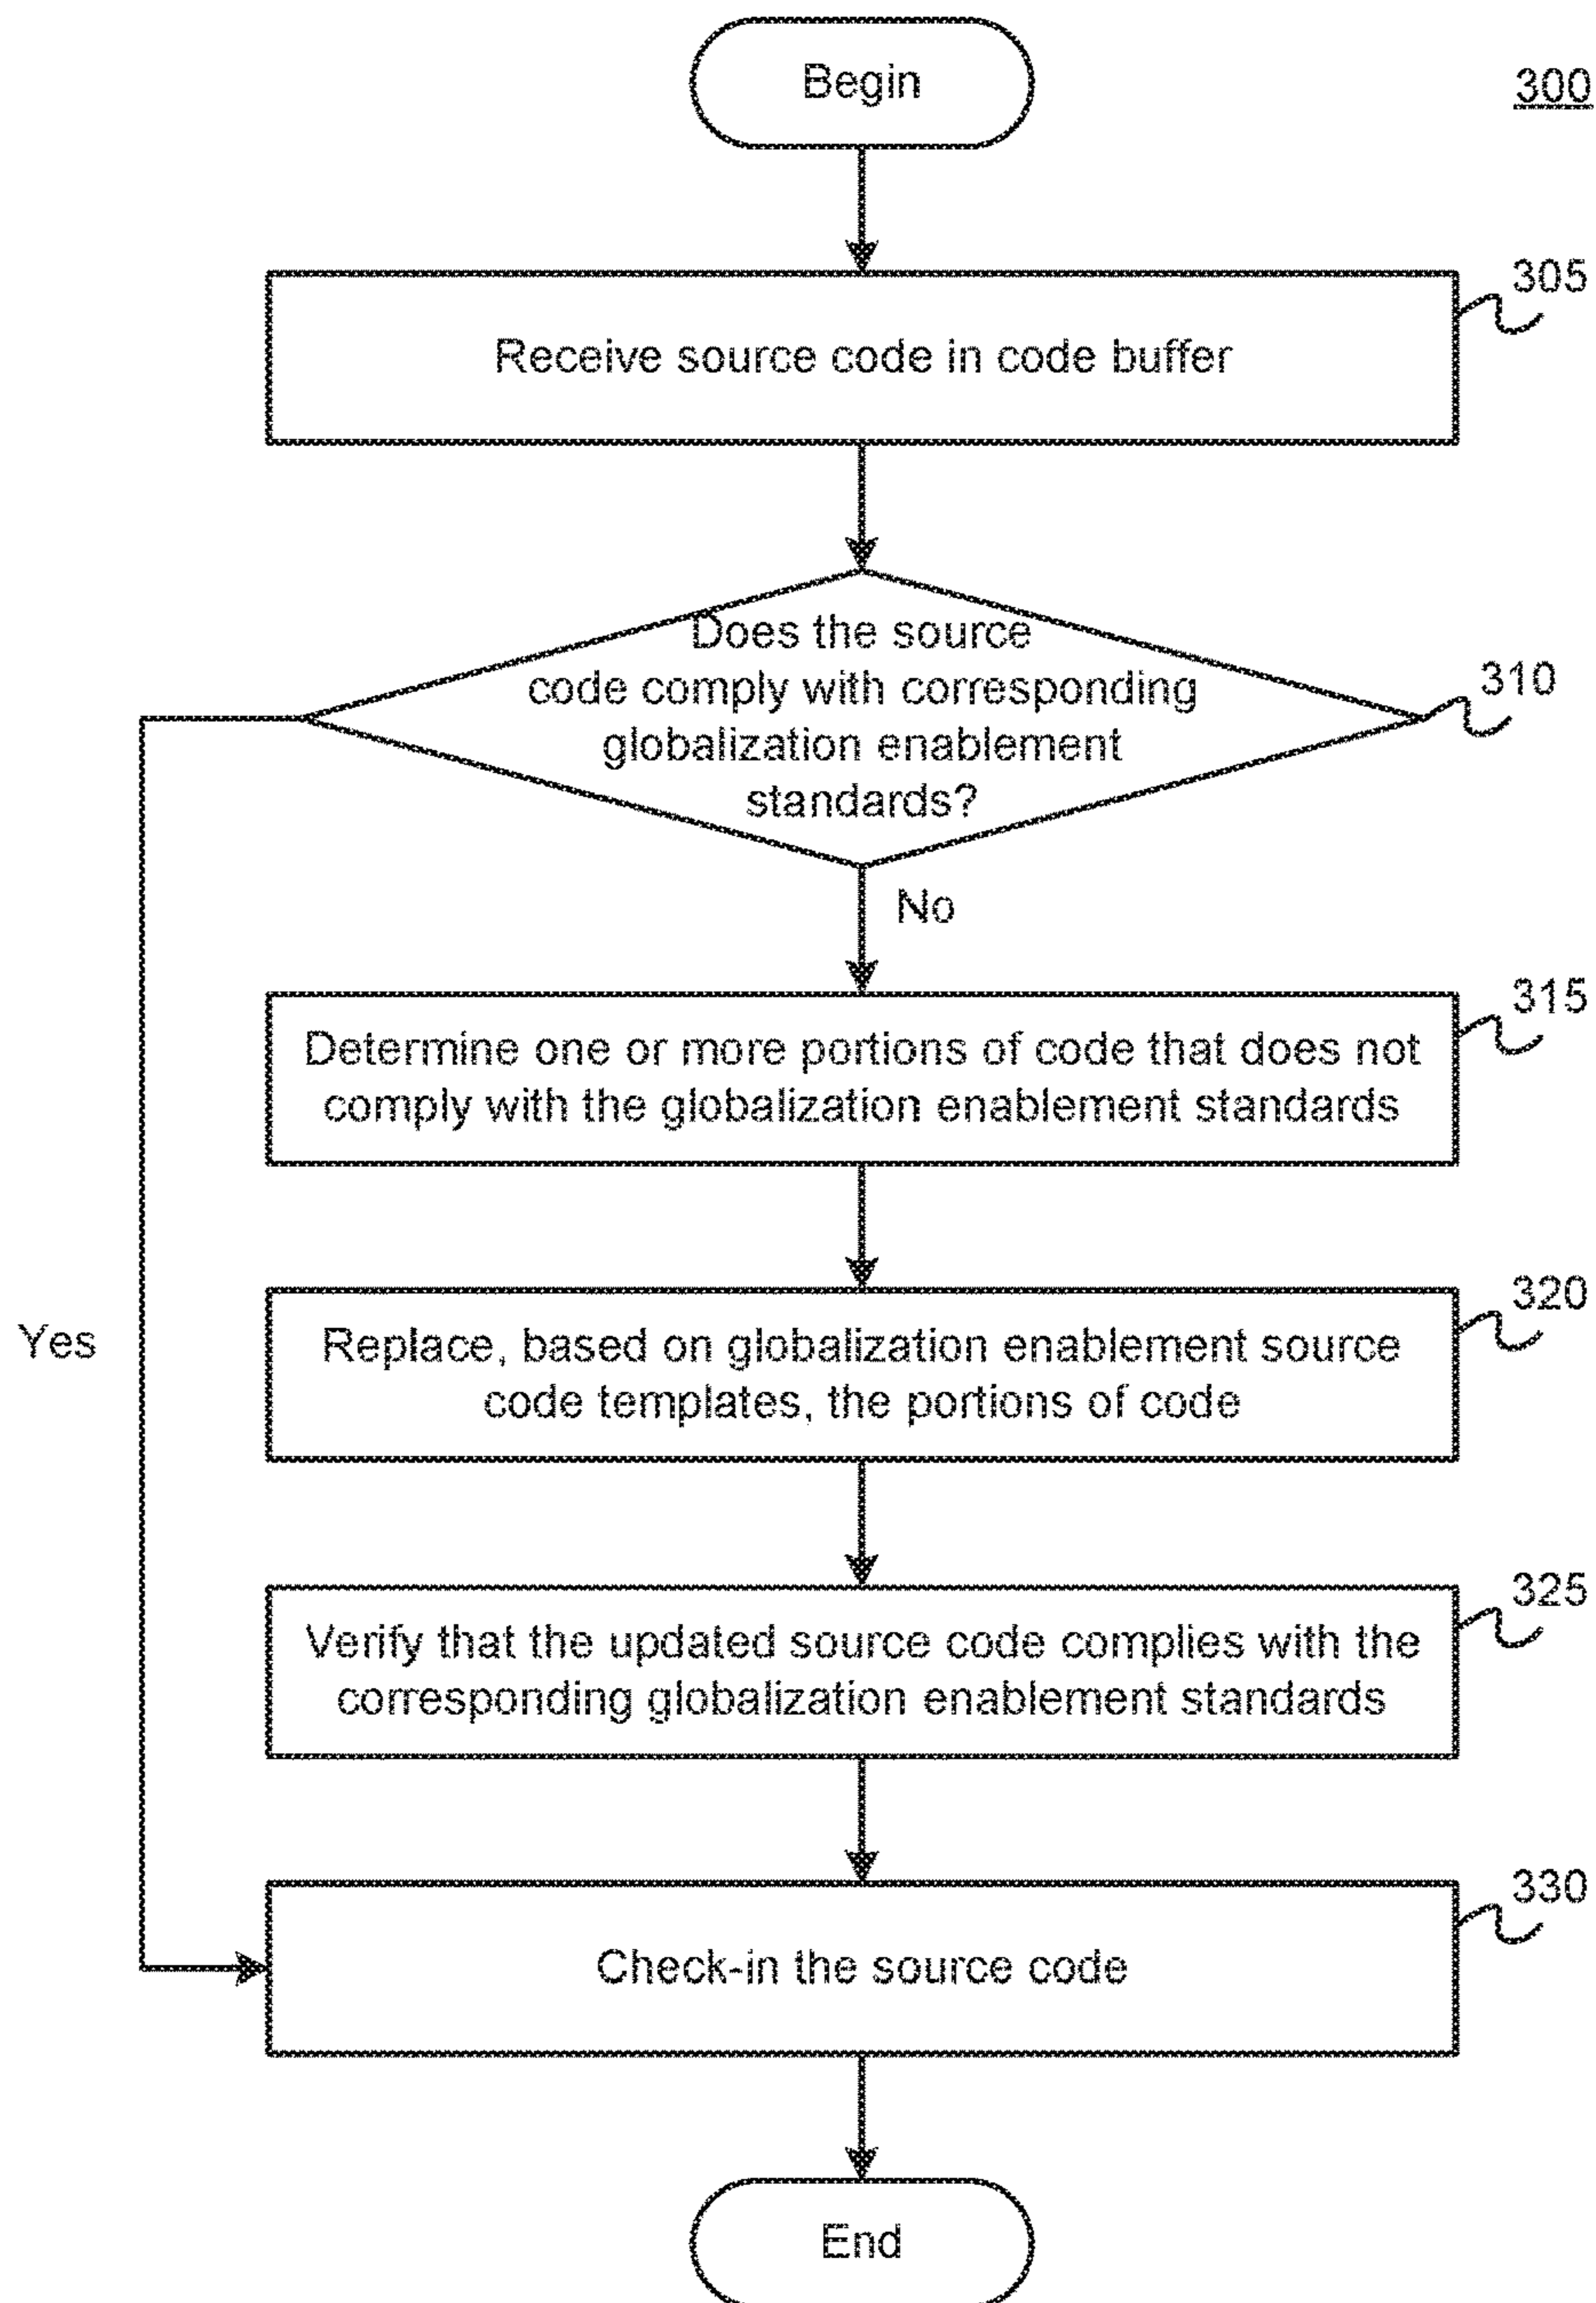 Begin
300
305
Receive source code in code buffer
Does the source
code comply with corresponding
globalization enablement
standards?
310
No
315
Determine one or more portions of code that does not
comply with the globalization enablement standards
320
Yes
Replace, based on globalization enablement source
code templates, the portions of code
325
Verify that the updated source code complies with the
corresponding globalization enablement standards
330
Check-in the source code
End